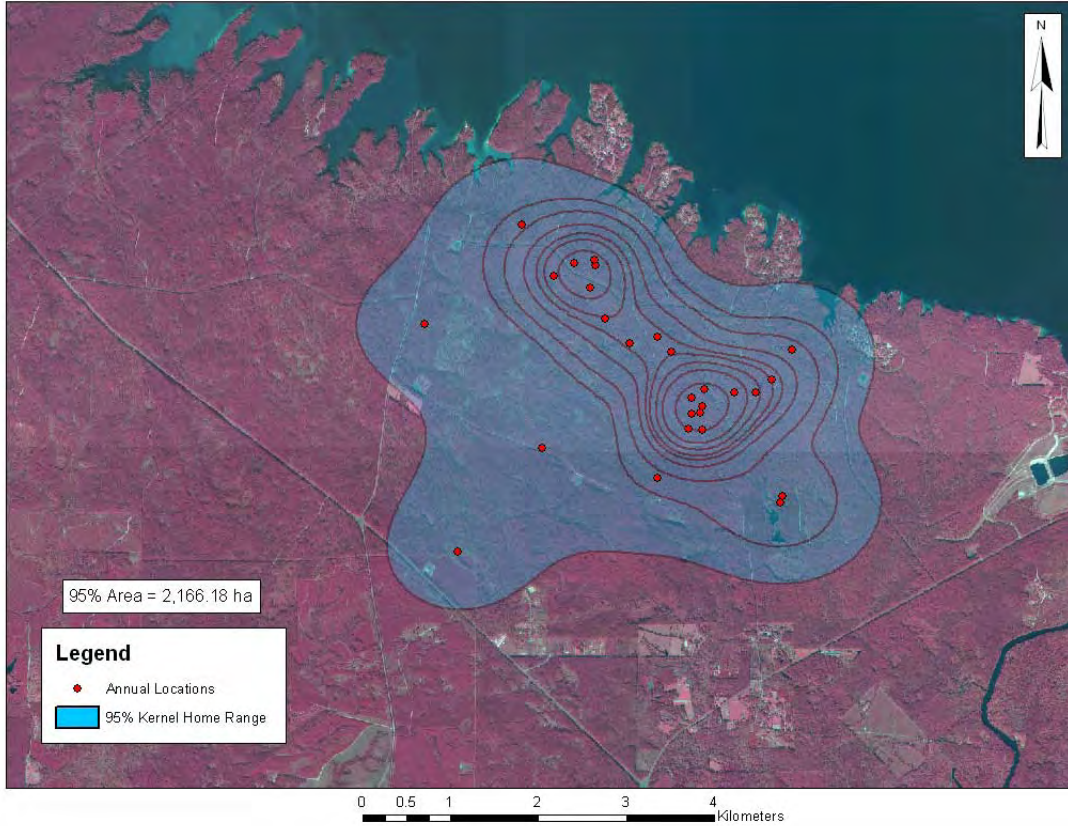 N
95% Area = 2,166.18 ha
Legend
Annual Locations
95% Kernel Home Range
0 0.5 1 2 3 4
Kilometers